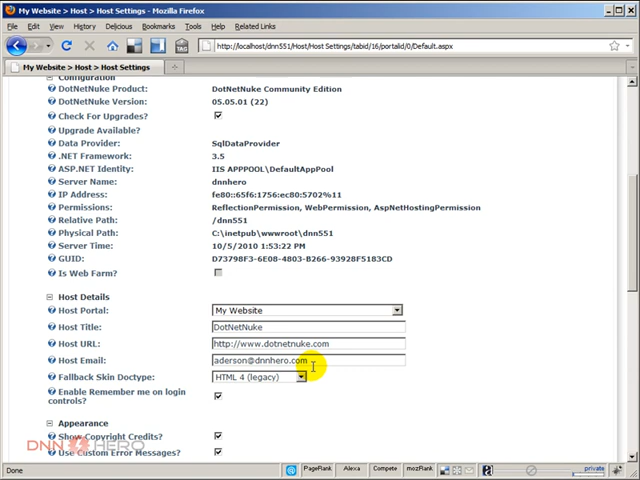 My Website > Host > Host Settings - Mozilla Firefox
File Edit View History Delicious Bookmarks Tools Help Related Links
http://localhost/dnn551/Host/Host Settings/tabid/16/portalid/0/Default.aspx
My Website > Host > Host Settings
Configuration
DotNetNuke Product: DotNetNuke Community Edition
DotNetNuke Version: 05.05.01 (22)
Check For Upgrades?
Upgrade Available?
Data Provider: SqlDataProvider
.NET Framework: 3.5
ASP.NET Identity: IIS APPPOOL\DefaultAppPool
Server Name: dnnhero
IP Address: fe80::65f6:1756:ec80:5702%11
Permissions: ReflectionPermission, WebPermission, AspNetHostingPermission
Relative Path: /dnn551
Physical Path: C:\inetpub\wwwroot\dnn551
Server Time: 10/5/2010 1:53:22 PM
GUID: D73798F3-6E08-4803-B266-93928F5183CD
Is Web Farm?
Host Details
Host Portal: My Website
Host Title: DotNetNuke
Host URL: http://www.dotnetnuke.com
Host Email: aderson@dnnhero.com
Fallback Skin Doctype: HTML 4 (legacy)
Enable Remember me on login
controls?
Appearance
DNN HERO
Show Copyright Credits?
Use Custom Error Messages?
Done PageRank Alexa Compete mozRank private